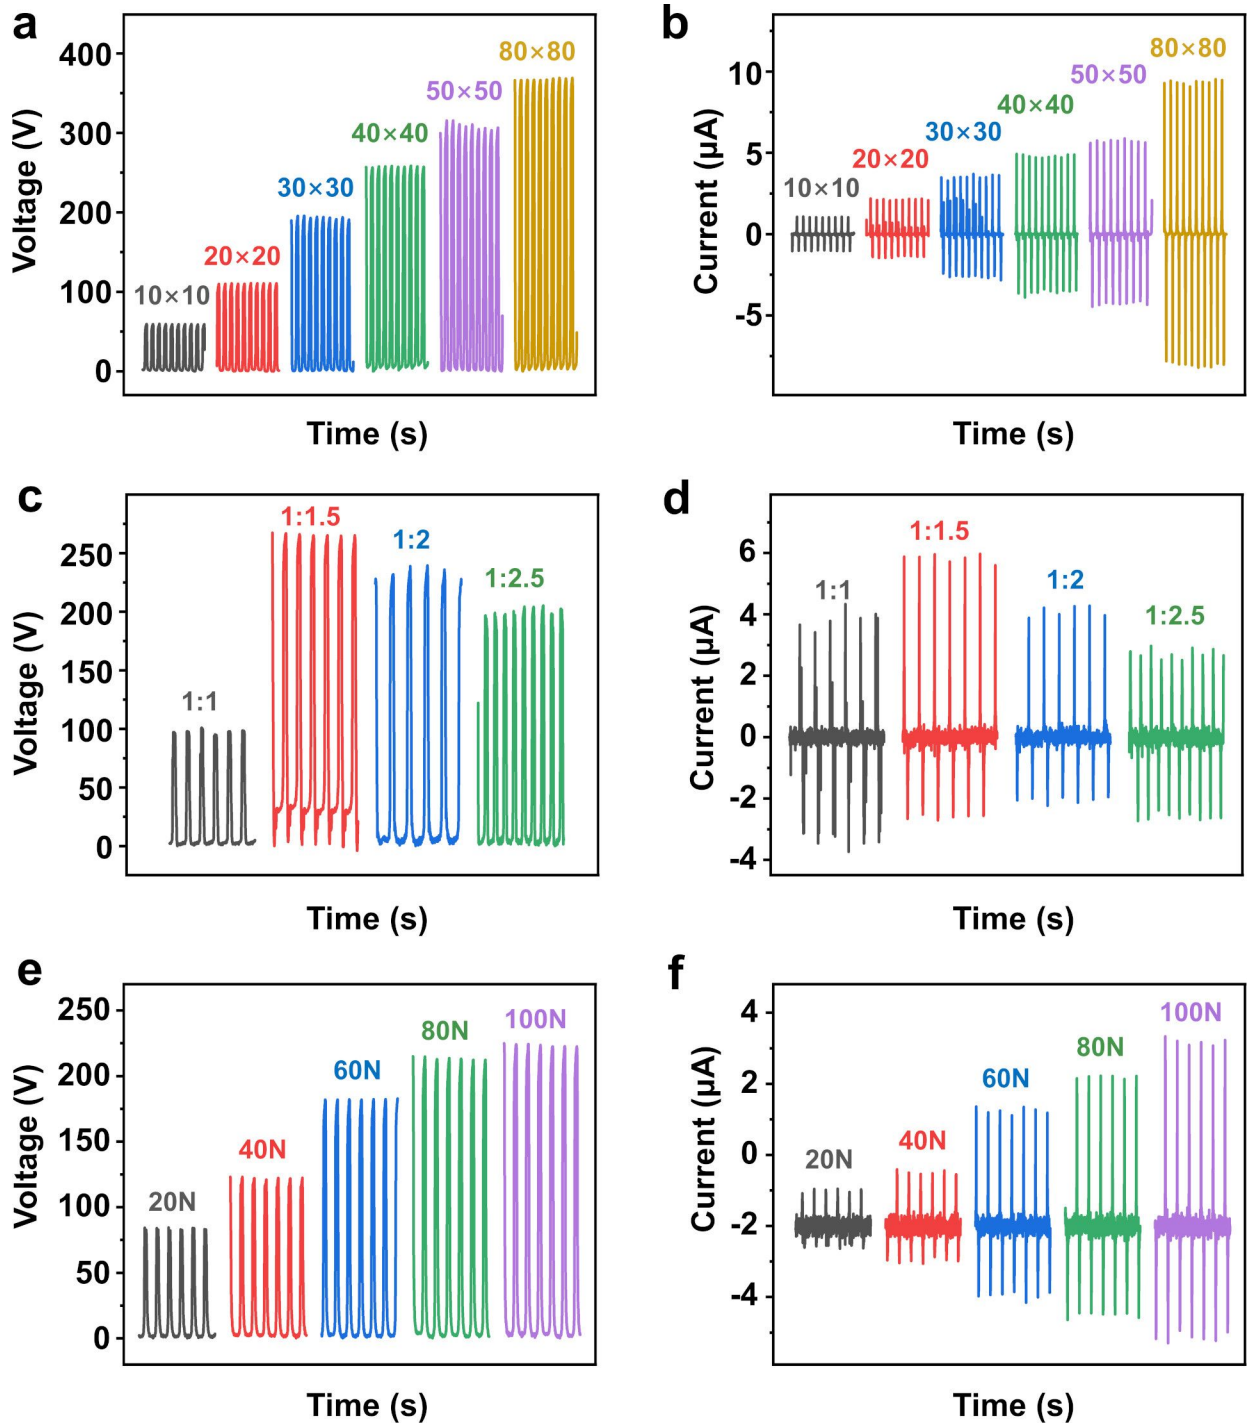 a
400
300
200
100
0
Voltage (V)
10×10
20×20
30×30
40×40
50×50
80×80
Time (s)
b
10
5
0
-5
Current (μA)
10×10
20×20
30×30
40×40
50×50
80×80
Time (s)
c
250
200
150
100
50
0
Voltage (V)
1:1
1:1.5
1:2
1:2.5
Time (s)
d
6
4
2
0
-2
-4
Current (μA)
1:1
1:1.5
1:2
1:2.5
Time (s)
e
250
200
150
100
50
0
Voltage (V)
20N
40N
60N
80N
100N
Time (s)
f
4
2
0
-2
-4
Current (μA)
20N
40N
60N
80N
100N
Time (s)